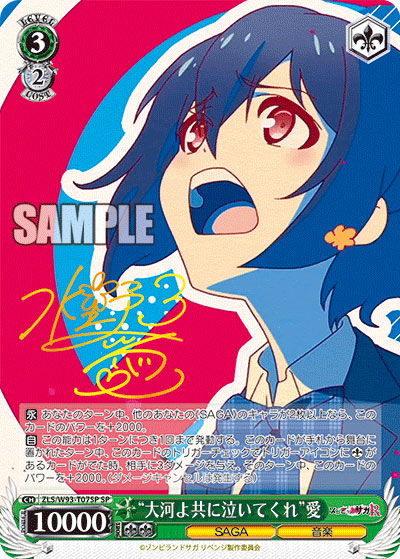 LEVEL
3
2
COST
SAMPLE
永 あなたのターン中、他のあなたの《SAGA》のキャラが2枚以上なら、この
カードのパワーを+2000。
自 この能力は1ターンにつき1回まで発動する。このカードが手札から舞台に
置かれたターン中、このカードのトリガーチェックでトリガーアイコンに
があるカードがでた時、相手に3ダメージを与え、そのターン中、このカードの
パワーを+2000。(ダメージキャンセルは発生する)
CH ZLS/W93-T07SP SP
"大河よ共に泣いてくれ"愛
ゾンビランドサガR
10000
SAGA
音楽
©ゾンビランドサガ リベンジ製作委員会